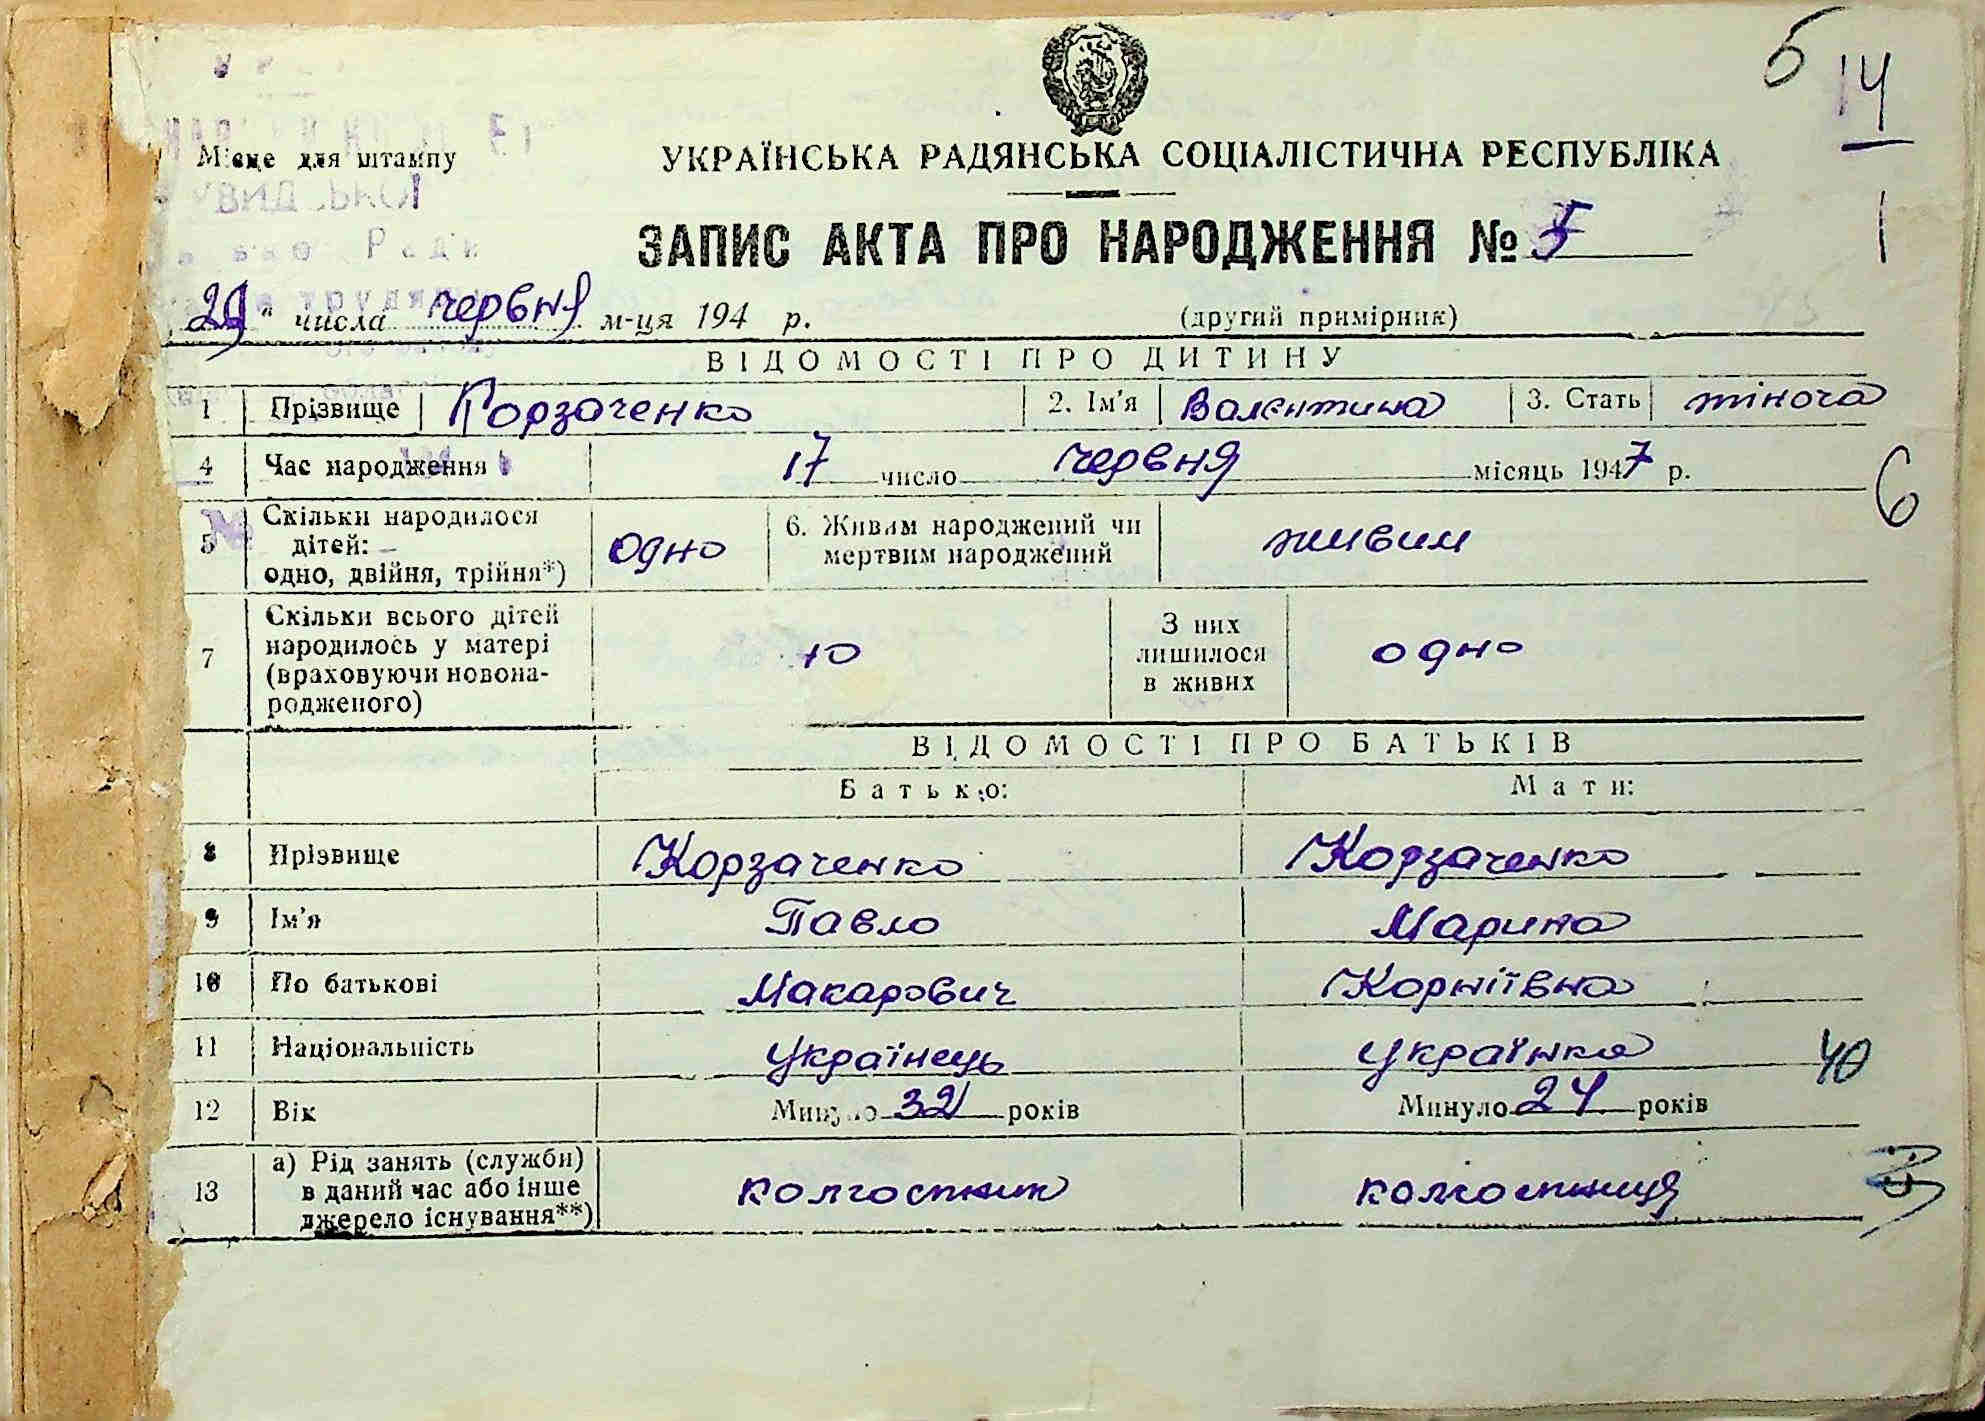 5
14
Місце для штампу
УКРАЇНСЬКА РАДЯНСЬКА СОЦІАЛІСТИЧНА РЕСПУБЛІКА
ЗАПИС АКТА ПРО НАРОДЖЕННЯ № 5
Ради
29 " числа червня м-ця 194 р. (другий примірник)
ВІДОМОСТІ ПРО ДИТИНУ
1 Прізвище Корзаченко 2. Ім'я Валентина 3. Стать жіноча
4 Час народження 17 число червня місяць 1947 р.
6
5 Скільки народилося дітей: одно, двійня, трійня*) одно 6. Живим народжений чи мертвим народжений живим
7 Скільки всього дітей народилось у матері (враховуючи новонародженого) 10 З них лишилося в живих одно
ВІДОМОСТІ ПРО БАТЬКІВ
Батько: Мати:
8 Прізвище Корзаченко Корзаченко
9 Ім'я Павло Марина
10 По батькові Макарович Корніївна
11 Національність українець українка
40
12 Вік Минуло 32 років Минуло 24 років
13 а) Рід занять (служби) в даний час або інше джерело існування**) колгоспник колгоспниця